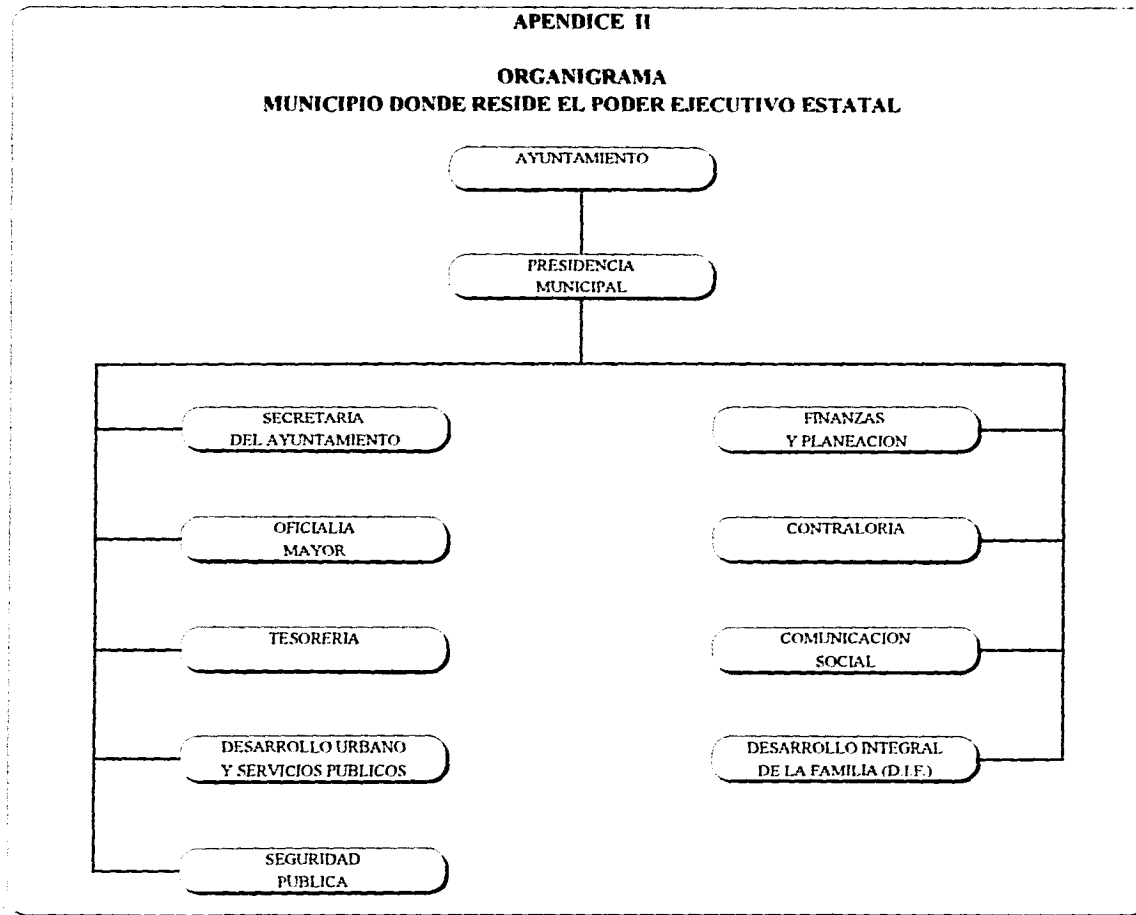 APENDICE II
ORGANIGRAMA
MUNICIPIO DONDE RESIDE EL PODER EJECUTIVO ESTATAL
AYUNTAMIENTO
PRESIDENCIA
MUNICIPAL
SECRETARIA
DEL AYUNTAMIENTO
OFICIALIA
MAYOR
TESORERIA
DESARROLLO URBANO
Y SERVICIOS PUBLICOS
SEGURIDAD
PUBLICA
FINANZAS
Y PLANEACION
CONTRALORIA
COMUNICACION
SOCIAL
DESARROLLO INTEGRAL
DE LA FAMILIA (D.I.F.)